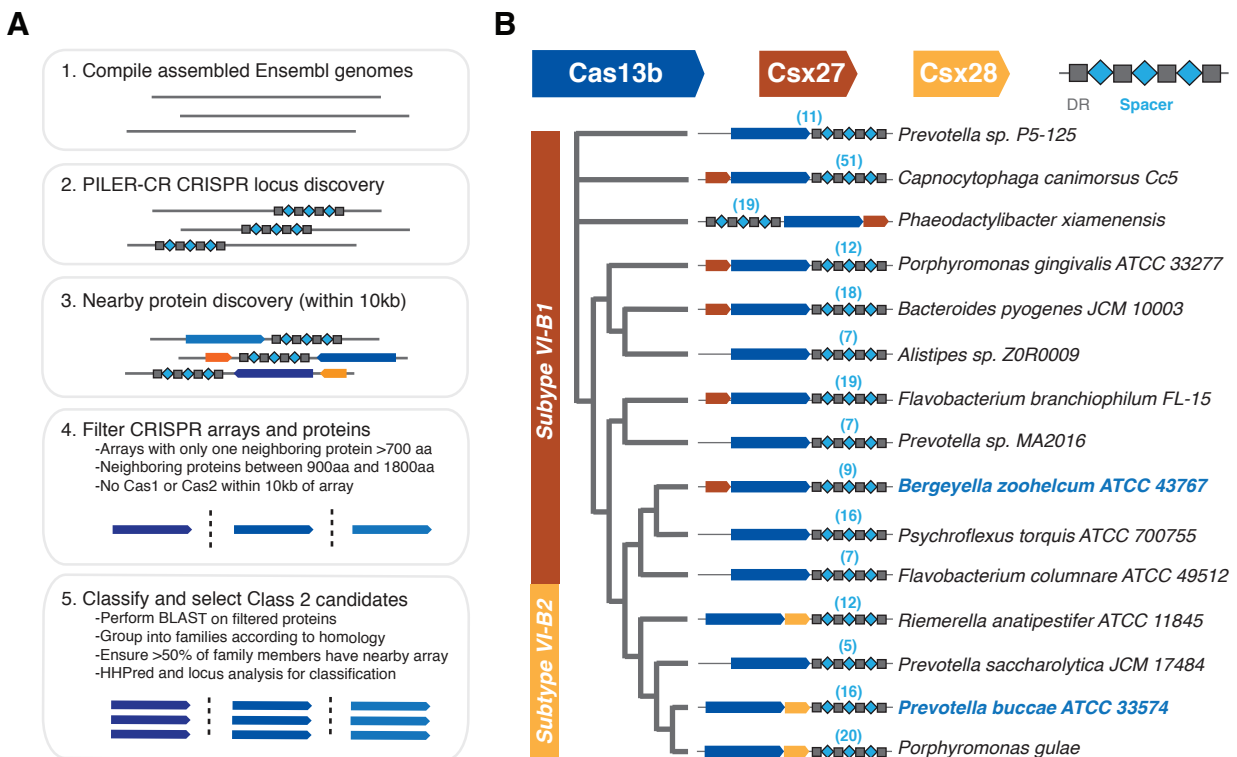 A
1. Compile assembled Ensembl genomes
2. PILER-CR CRISPR locus discovery
3. Nearby protein discovery (within 10kb)
4. Filter CRISPR arrays and proteins
-Arrays with only one neighboring protein >700 aa
-Neighboring proteins between 900aa and 1800aa
-No Cas1 or Cas2 within 10kb of array
5. Classify and select Class 2 candidates
-Perform BLAST on filtered proteins
-Group into families according to homology
-Ensure >50% of family members have nearby array
-HHPred and locus analysis for classification
B
Cas13b
Csx27
Csx28
DR
Spacer
Subype VI-B1
Subtype VI-B2
(11)
Prevotella sp. P5-125
(51)
Capnocytophaga canimorsus Cc5
(19)
Phaeodactylibacter xiamenensis
(12)
Porphyromonas gingivalis ATCC 33277
(18)
Bacteroides pyogenes JCM 10003
(7)
Alistipes sp. Z0R0009
(19)
Flavobacterium branchiophilum FL-15
(7)
Prevotella sp. MA2016
(9)
Bergeyella zoohelcum ATCC 43767
(16)
Psychroflexus torquis ATCC 700755
(7)
Flavobacterium columnare ATCC 49512
(12)
Riemerella anatipestifer ATCC 11845
(5)
Prevotella saccharolytica JCM 17484
(16)
Prevotella buccae ATCC 33574
(20)
Porphyromonas gulae